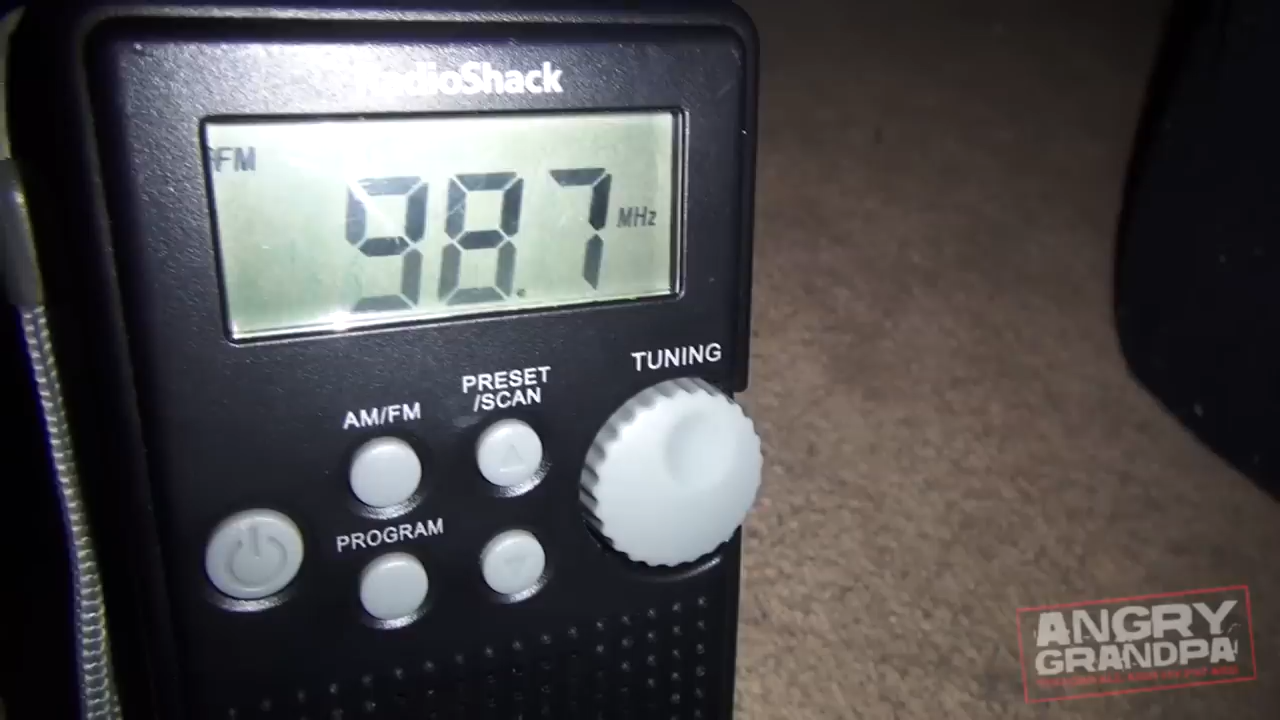 RadioShack
FM
98.7 MHz
TUNING
PRESET
/SCAN
AM/FM
PROGRAM
ANGRY
GRANDPA